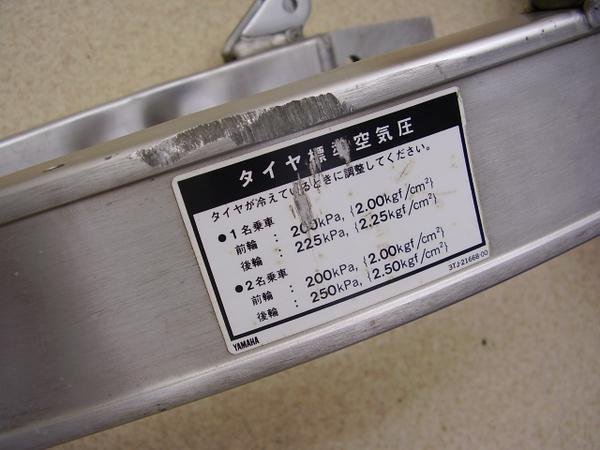 タイヤ標準空気圧
タイヤが冷えているときに調整してください。
●1名乗車
前輪 : 200kPa, {2.00kgf/cm²}
後輪 : 225kPa, {2.25kgf/cm²}
●2名乗車
前輪 : 200kPa, {2.00kgf/cm²}
後輪 : 250kPa, {2.50kgf/cm²}
3TJ-21668-00
YAMAHA